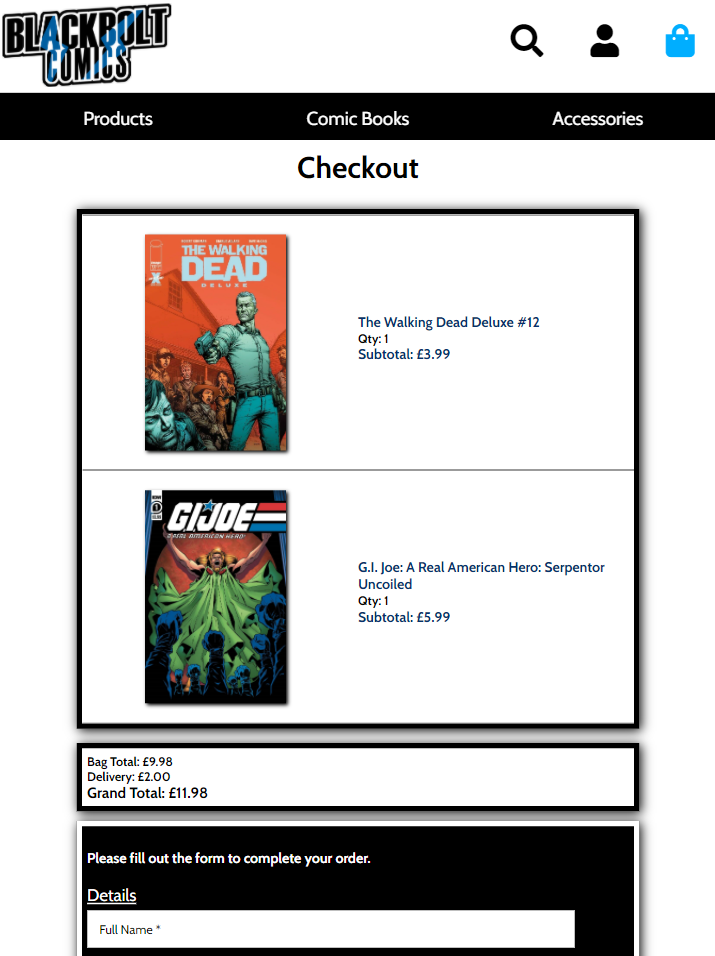 BLACKBOLT
COMICS
Products
Comic Books
Accessories
Checkout
THE WALKING
DEAD
DELUXE
The Walking Dead Deluxe #12
Qty: 1
Subtotal: £3.99
G.I. JOE
A REAL AMERICAN HERO!
G.I. Joe: A Real American Hero: Serpentor
Uncoiled
Qty: 1
Subtotal: £5.99
Bag Total: £9.98
Delivery: £2.00
Grand Total: £11.98
Please fill out the form to complete your order.
Details
Full Name *